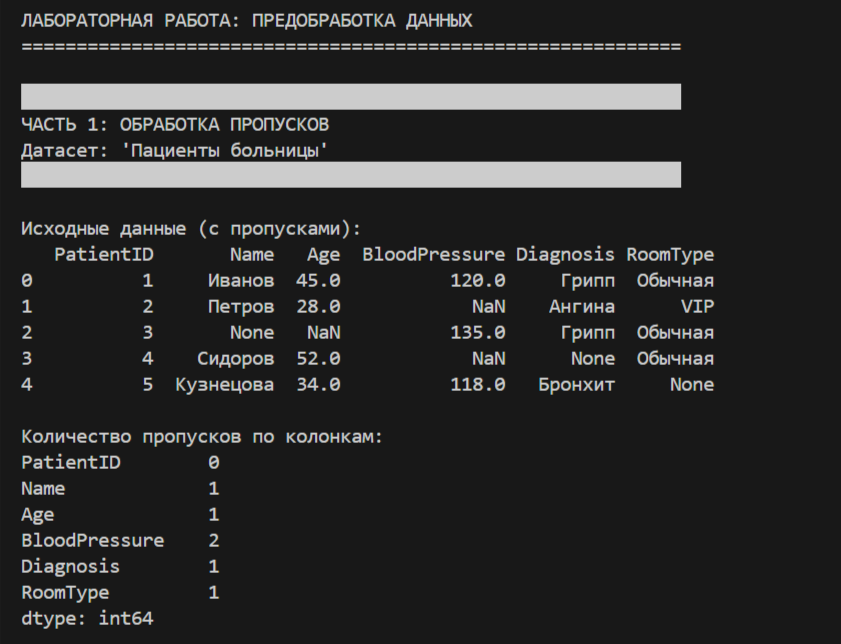 ЛАБОРАТОРНАЯ РАБОТА: ПРЕДОБРАБОТКА ДАННЫХ
============================================================
ЧАСТЬ 1: ОБРАБОТКА ПРОПУСКОВ
Датасет: 'Пациенты больницы'
Исходные данные (с пропусками):
   PatientID       Name   Age  BloodPressure Diagnosis RoomType
0          1     Иванов  45.0          120.0     Грипп  Обычная
1          2     Петров  28.0            NaN    Ангина      VIP
2          3       None   NaN          135.0     Грипп  Обычная
3          4    Сидоров  52.0            NaN      None  Обычная
4          5  Кузнецова  34.0          118.0   Бронхит     None
Количество пропусков по колонкам:
PatientID        0
Name             1
Age              1
BloodPressure    2
Diagnosis        1
RoomType         1
dtype: int64